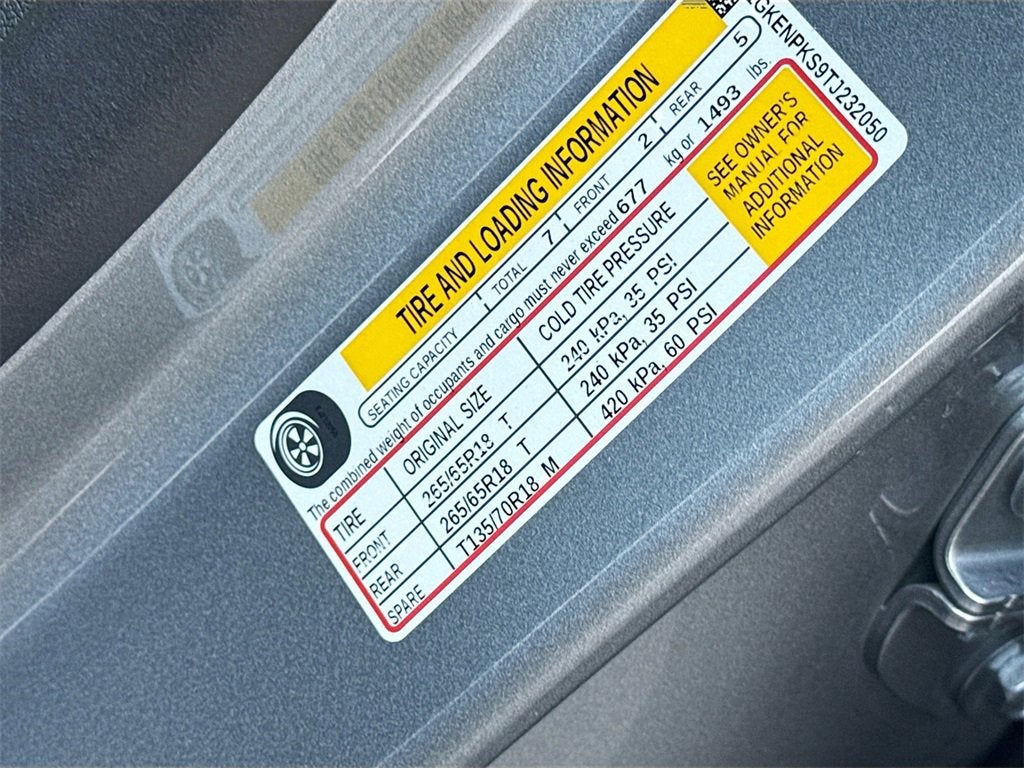 GKENPKS9TJ232050
TIRE AND LOADING INFORMATION
SEATING CAPACITY TOTAL 7 FRONT 2 REAR 5
The combined weight of occupants and cargo must never exceed 677 kg or 1493 lbs.
TIRE ORIGINAL SIZE COLD TIRE PRESSURE
FRONT 265/65R18 T 240 kPa, 35 PSI
REAR 265/65R18 T 240 kPa, 35 PSI
SPARE T135/70R18 M 420 kPa, 60 PSI
SEE OWNER'S
MANUAL FOR
ADDITIONAL
INFORMATION